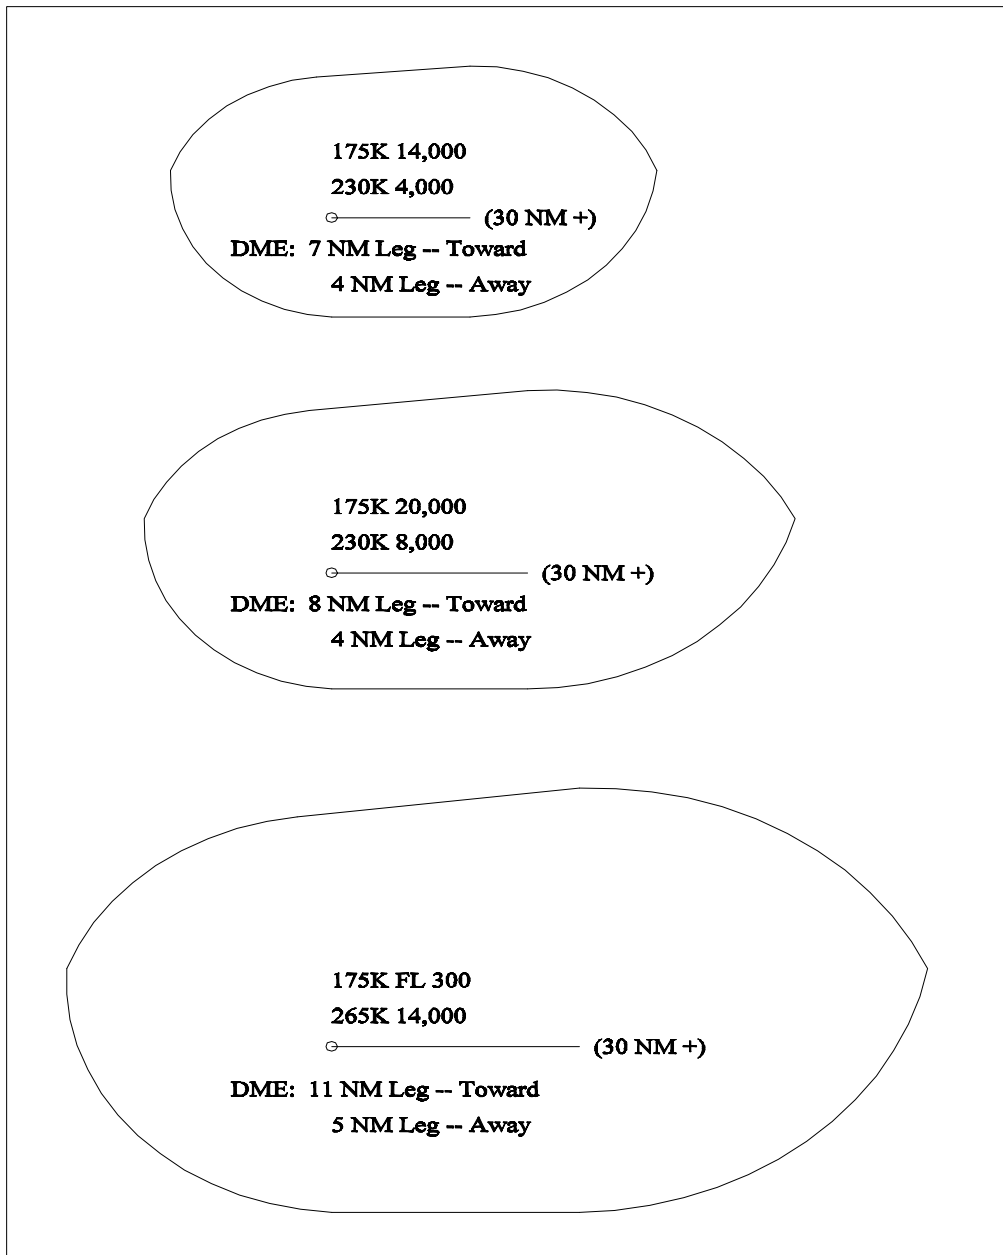 175K 14,000
230K 4,000
(30 NM +)
DME: 7 NM Leg -- Toward
4 NM Leg -- Away
175K 20,000
230K 8,000
(30 NM +)
DME: 8 NM Leg -- Toward
4 NM Leg -- Away
175K FL 300
265K 14,000
(30 NM +)
DME: 11 NM Leg -- Toward
5 NM Leg -- Away